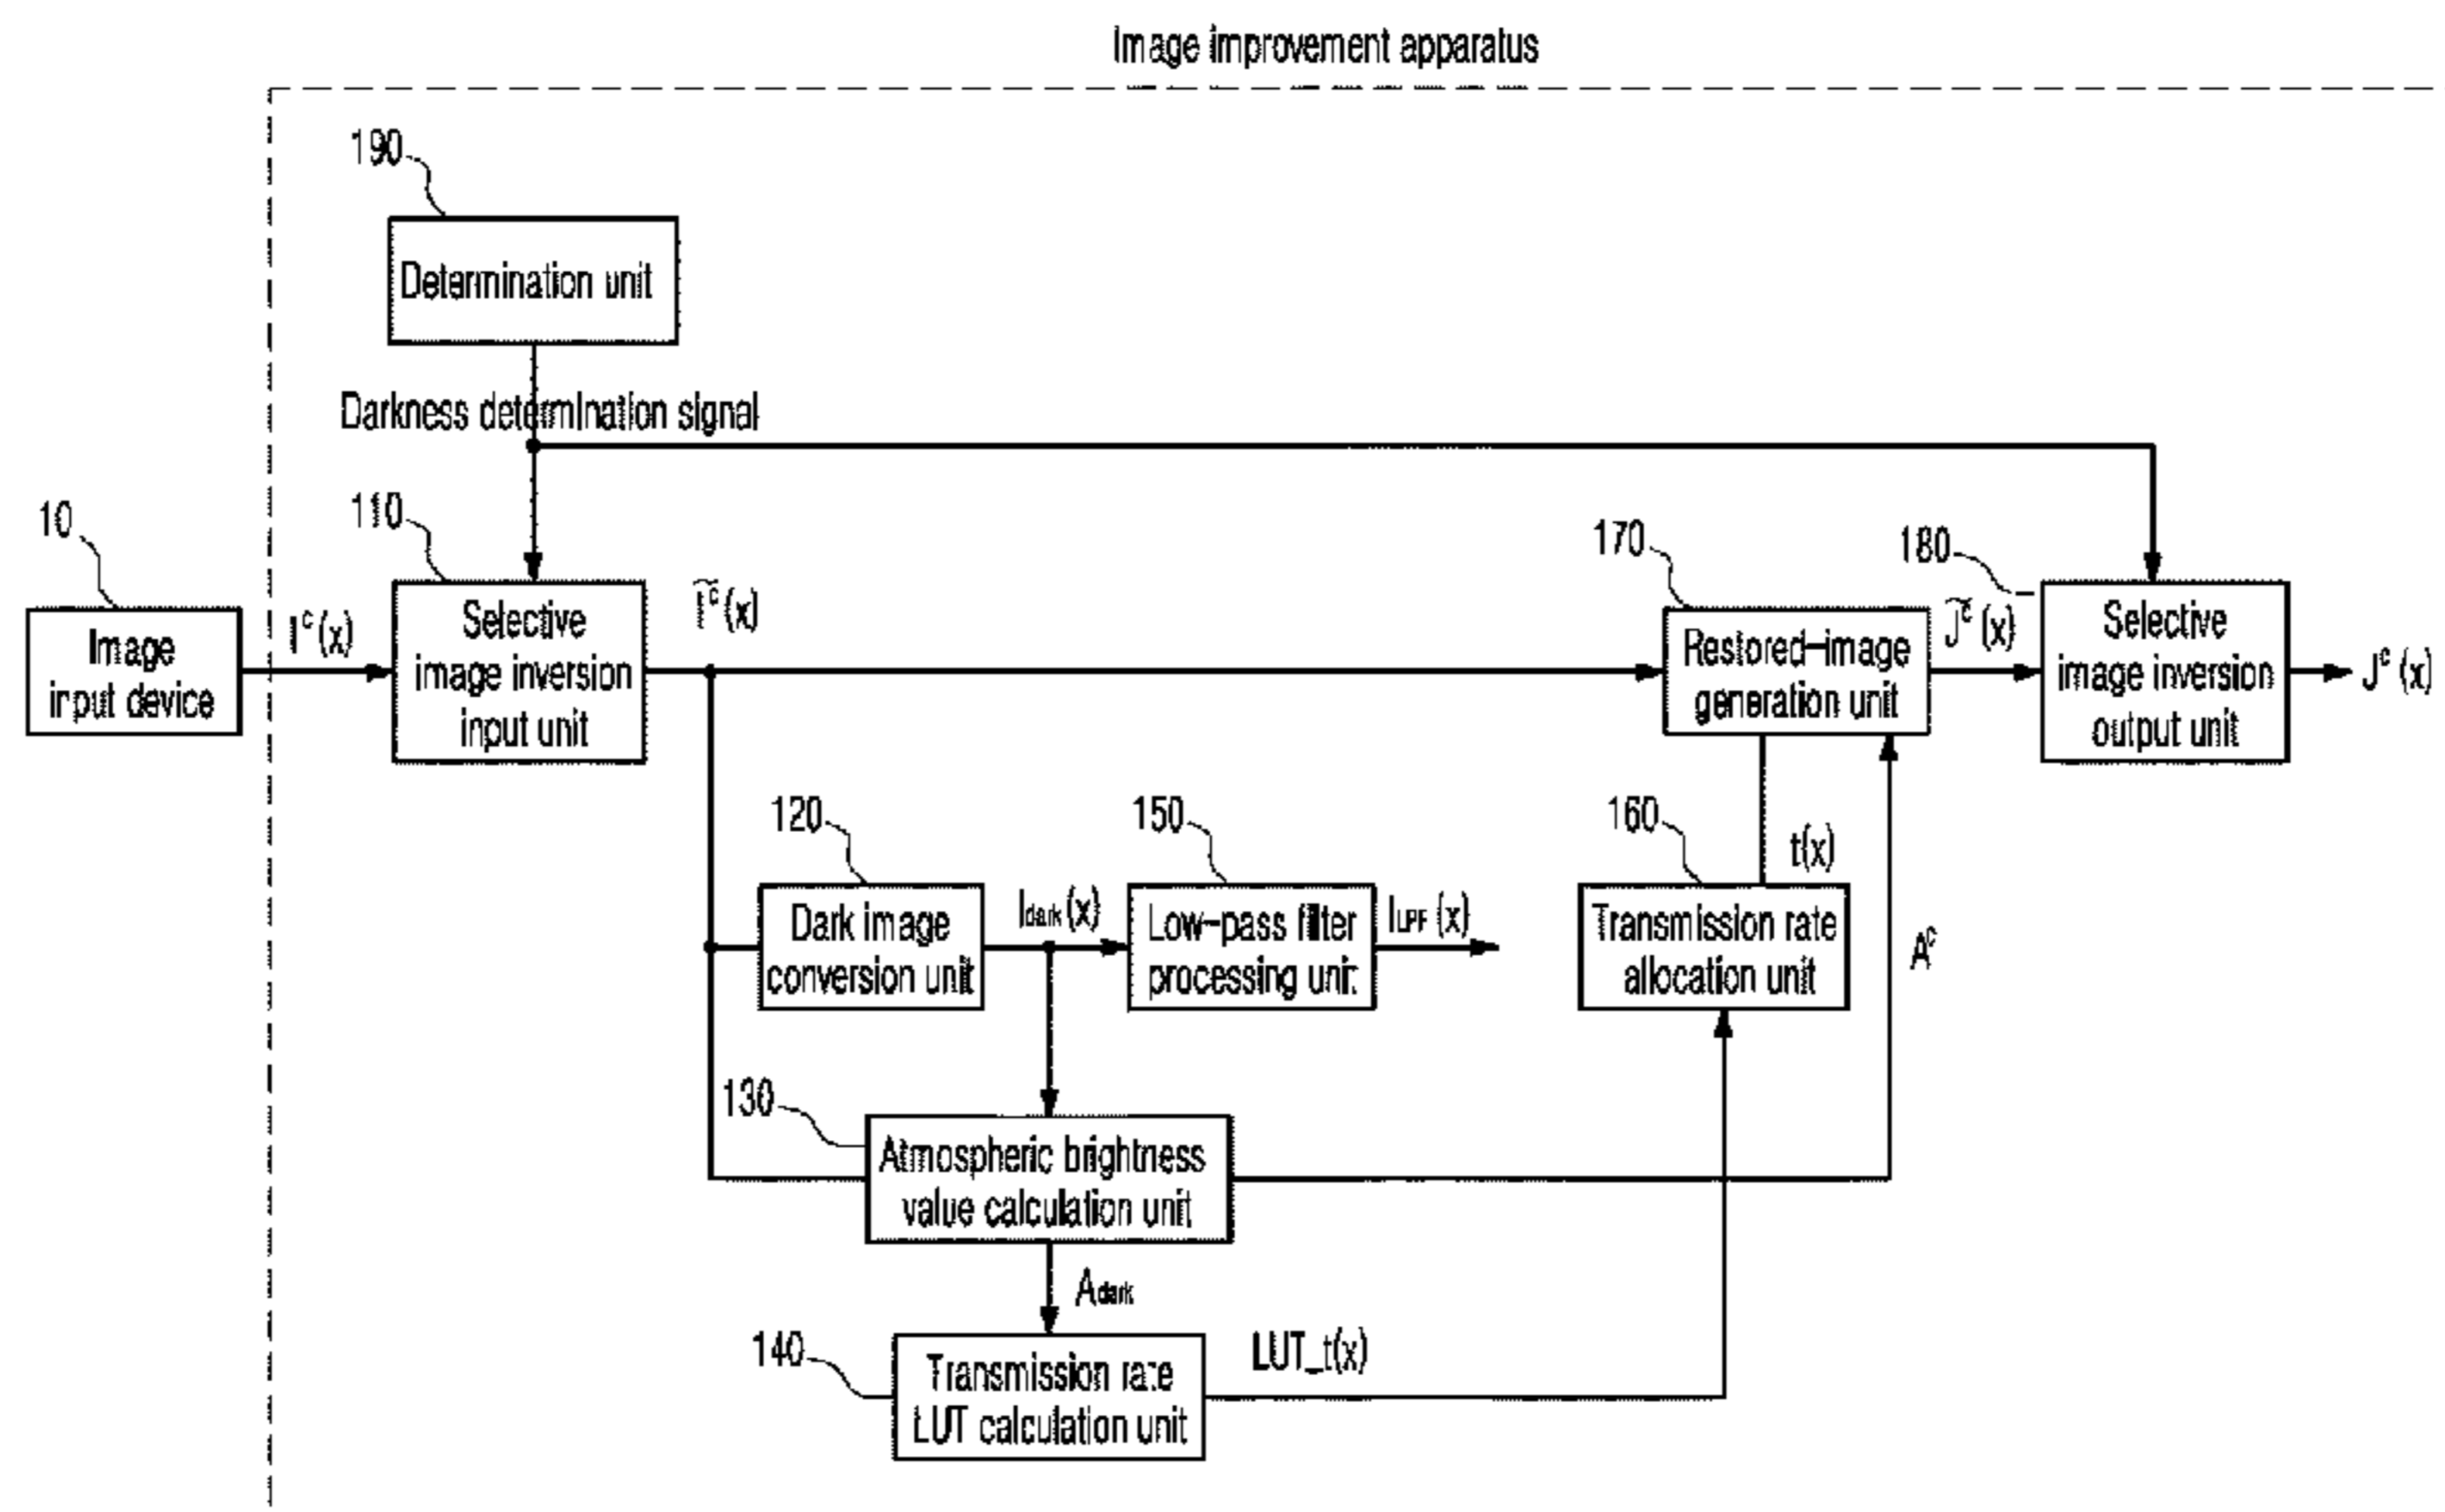 Image improvement apparatus
190
Determination unit
Darkness determination signal
10
Image
input device
I^c(x)
110
Selective
image inversion
input unit
Ĩ^c(x)
170
Restored-image
generation unit
J̃^c(x)
180
Selective
image inversion
output unit
J^c(x)
120
Dark image
conversion unit
I_dark(x)
150
Low-pass filter
processing unit
I_LPF(x)
160
Transmission rate
allocation unit
t(x)
A^c
130
Atmospheric brightness
value calculation unit
A_dark
140
Transmission rate
LUT calculation unit
LUT_t(x)